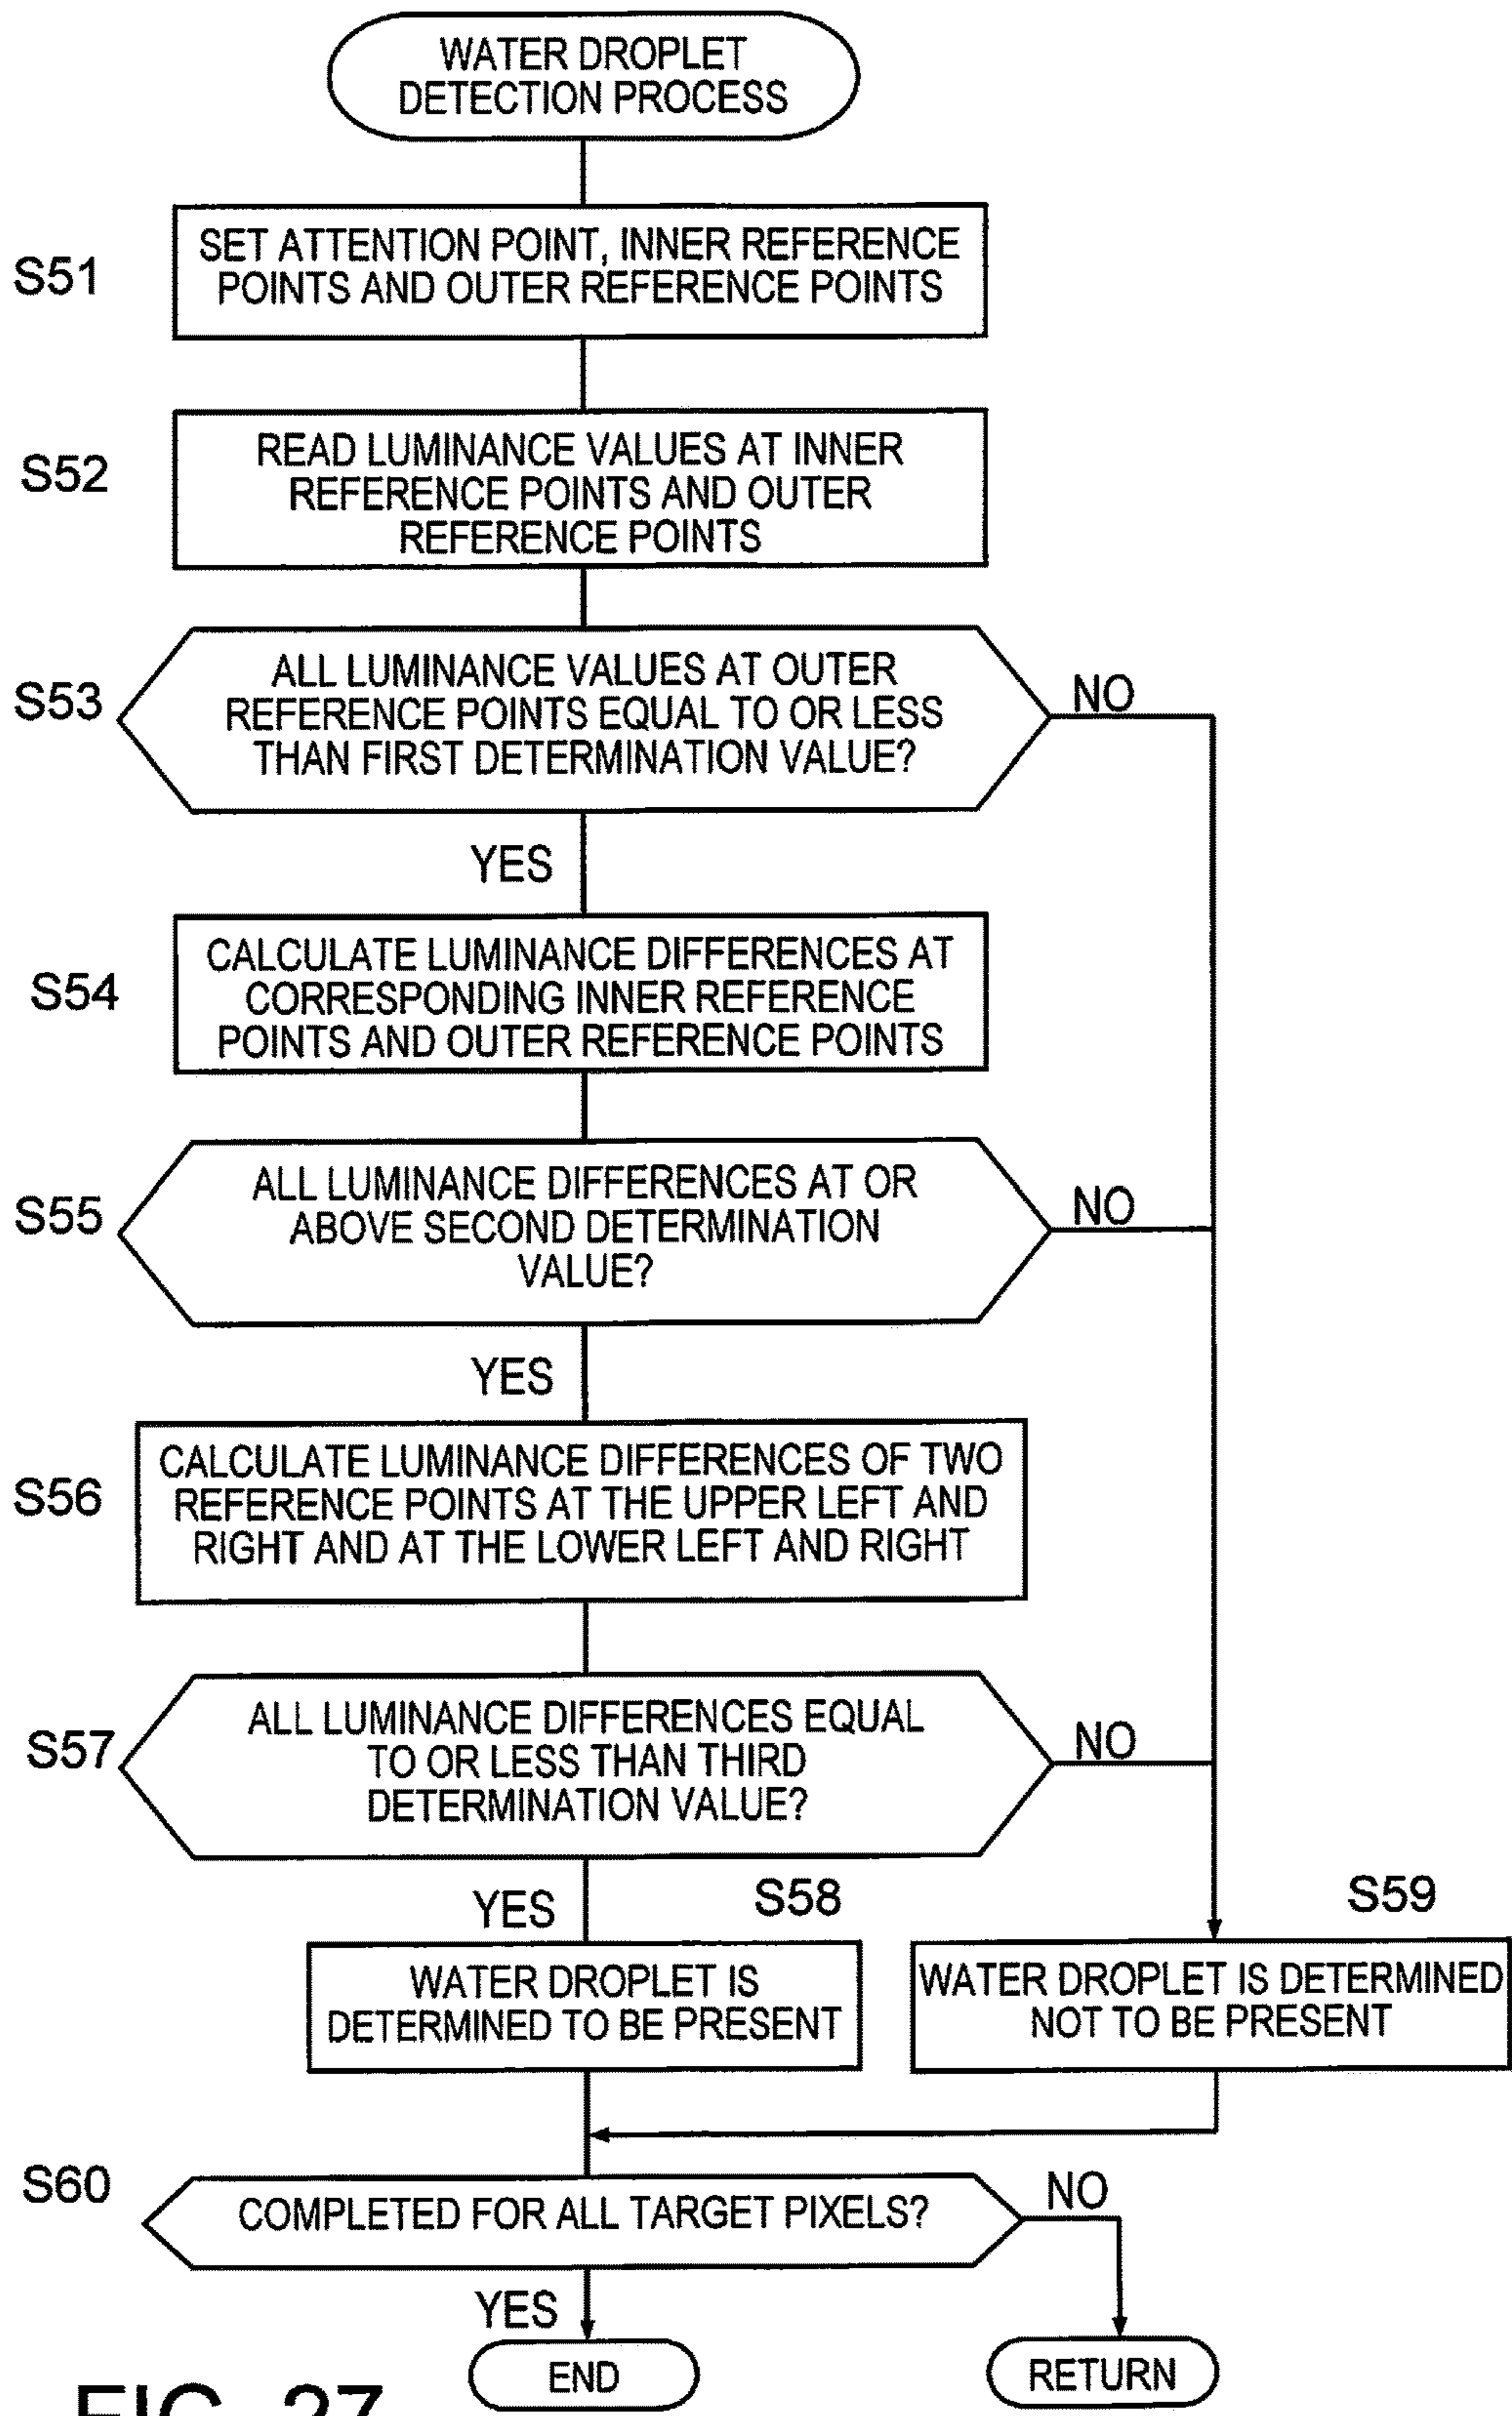 WATER DROPLET
DETECTION PROCESS
S51
SET ATTENTION POINT, INNER REFERENCE
POINTS AND OUTER REFERENCE POINTS
S52
READ LUMINANCE VALUES AT INNER
REFERENCE POINTS AND OUTER
REFERENCE POINTS
S53
ALL LUMINANCE VALUES AT OUTER
REFERENCE POINTS EQUAL TO OR LESS
THAN FIRST DETERMINATION VALUE?
NO
YES
S54
CALCULATE LUMINANCE DIFFERENCES AT
CORRESPONDING INNER REFERENCE
POINTS AND OUTER REFERENCE POINTS
S55
ALL LUMINANCE DIFFERENCES AT OR
ABOVE SECOND DETERMINATION
VALUE?
NO
YES
S56
CALCULATE LUMINANCE DIFFERENCES OF TWO
REFERENCE POINTS AT THE UPPER LEFT AND
RIGHT AND AT THE LOWER LEFT AND RIGHT
S57
ALL LUMINANCE DIFFERENCES EQUAL
TO OR LESS THAN THIRD
DETERMINATION VALUE?
NO
YES
S58
WATER DROPLET IS
DETERMINED TO BE PRESENT
S59
WATER DROPLET IS DETERMINED
NOT TO BE PRESENT
S60
COMPLETED FOR ALL TARGET PIXELS?
NO
YES
END
RETURN
FIG. 27